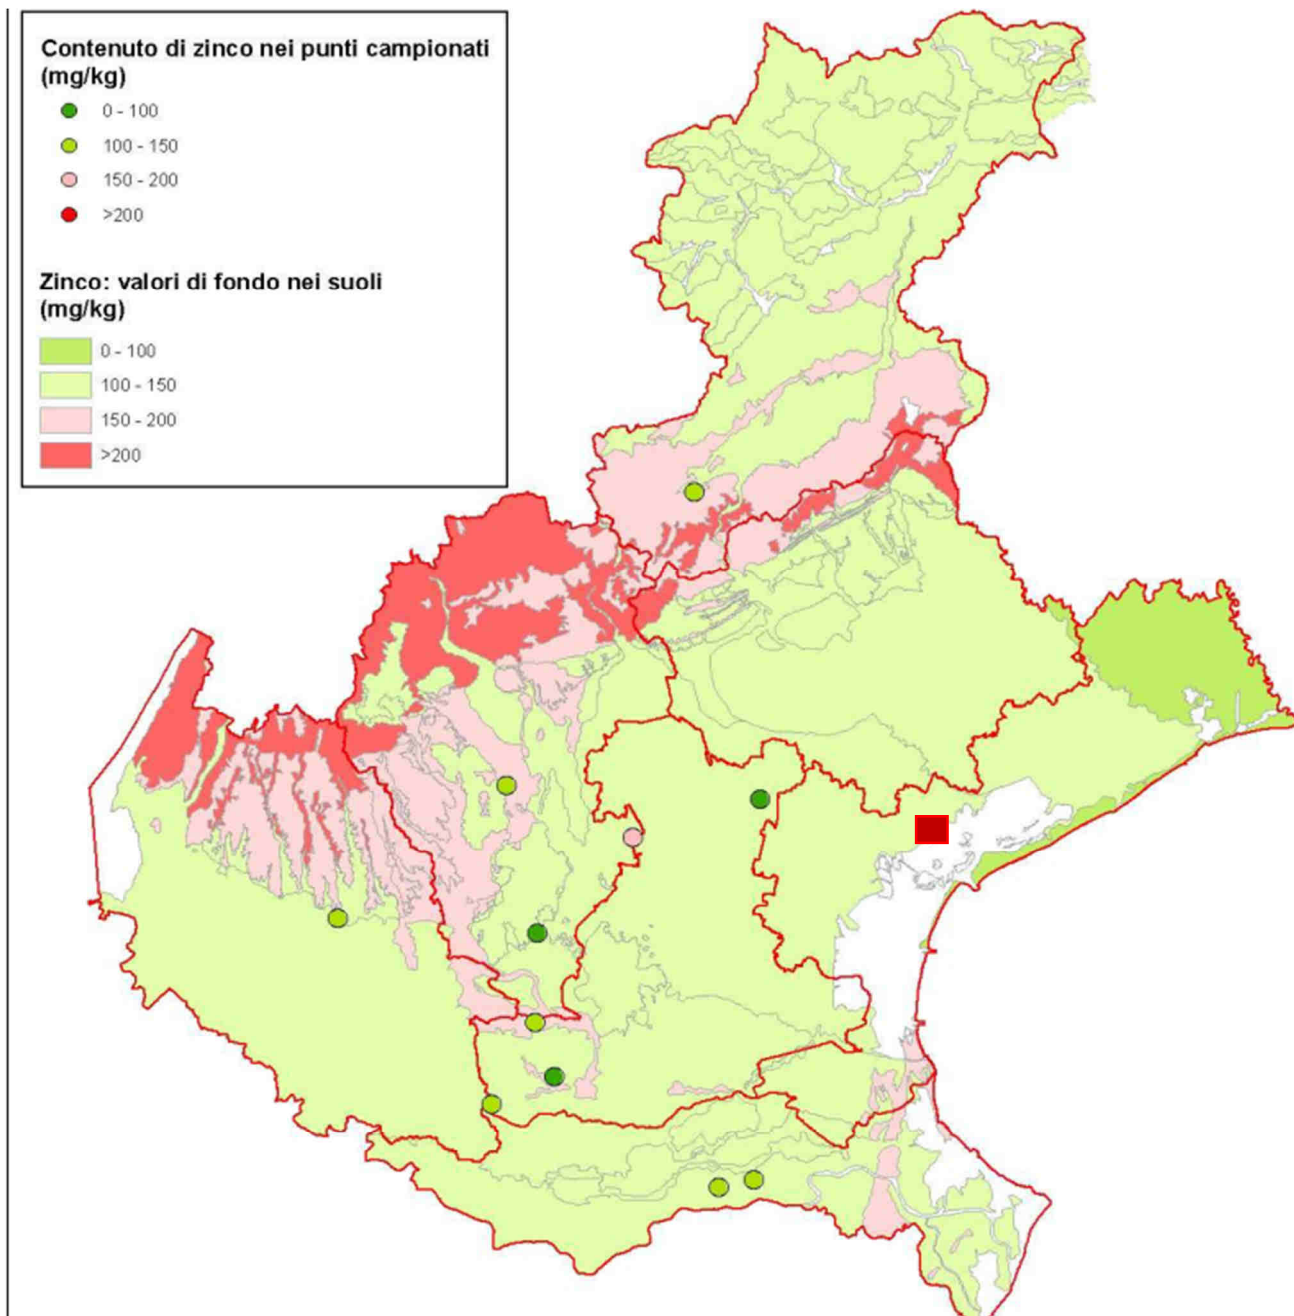 Contenuto di zinco nei punti campionati
(mg/kg)
0 - 100
100 - 150
150 - 200
>200
Zinco: valori di fondo nei suoli
(mg/kg)
0 - 100
100 - 150
150 - 200
>200